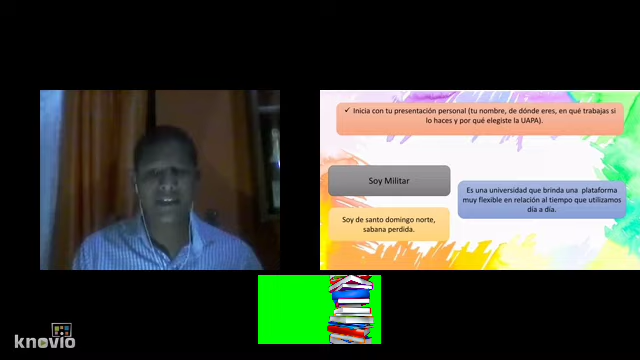 ✓ Inicia con tu presentación personal (tu nombre, de dónde eres, en qué trabajas si
lo haces y por qué elegiste la UAPA).
Soy Militar
Es una universidad que brinda una plataforma
muy flexible en relación al tiempo que utilizamos
día a día.
Soy de santo domingo norte,
sabana perdida.
knovio